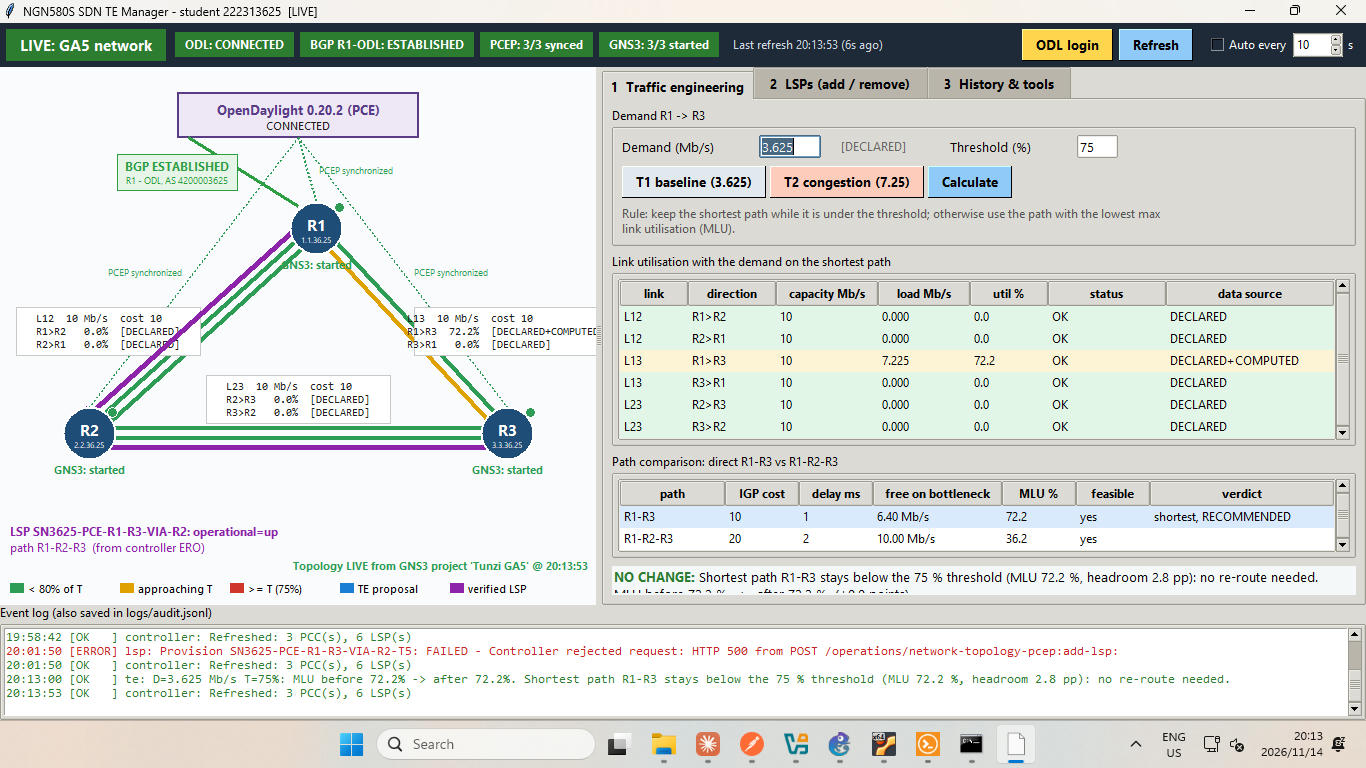 NGN580S SDN TE Manager - student 222313625 [LIVE]
LIVE: GA5 network
ODL: CONNECTED
BGP R1-ODL: ESTABLISHED
PCEP: 3/3 synced
GNS3: 3/3 started
Last refresh 20:13:53 (6s ago)
ODL login
Refresh
Auto every
10
s
OpenDaylight 0.20.2 (PCE)
CONNECTED
BGP ESTABLISHED
R1 - ODL, AS 4200003625
PCEP synchronized
R1
1.1.36.25
GNS3: started
PCEP synchronized
PCEP synchronized
L12 10 Mb/s cost 10
R1>R2 0.0% [DECLARED]
R2>R1 0.0% [DECLARED]
L13 10 Mb/s cost 10
R1>R3 72.2% [DECLARED+COMPUTED
R3>R1 0.0% [DECLARED]
L23 10 Mb/s cost 10
R2>R3 0.0% [DECLARED]
R3>R2 0.0% [DECLARED]
R2
2.2.36.25
GNS3: started
R3
3.3.36.25
GNS3: started
LSP SN3625-PCE-R1-R3-VIA-R2: operational=up
path R1-R2-R3 (from controller ERO)
Topology LIVE from GNS3 project 'Tunzi GA5' @ 20:13:53
< 80% of T
approaching T
>= T (75%)
TE proposal
verified LSP
1 Traffic engineering
2 LSPs (add / remove)
3 History & tools
Demand R1 -> R3
Demand (Mb/s)
3.625
[DECLARED]
Threshold (%)
75
T1 baseline (3.625)
T2 congestion (7.25)
Calculate
Rule: keep the shortest path while it is under the threshold; otherwise use the path with the lowest max
link utilisation (MLU).
Link utilisation with the demand on the shortest path
link direction capacity Mb/s load Mb/s util % status data source
L12 R1>R2 10 0.000 0.0 OK DECLARED
L12 R2>R1 10 0.000 0.0 OK DECLARED
L13 R1>R3 10 7.225 72.2 OK DECLARED+COMPUTED
L13 R3>R1 10 0.000 0.0 OK DECLARED
L23 R2>R3 10 0.000 0.0 OK DECLARED
L23 R3>R2 10 0.000 0.0 OK DECLARED
Path comparison: direct R1-R3 vs R1-R2-R3
path IGP cost delay ms free on bottleneck MLU % feasible verdict
R1-R3 10 1 6.40 Mb/s 72.2 yes shortest, RECOMMENDED
R1-R2-R3 20 2 10.00 Mb/s 36.2 yes
NO CHANGE: Shortest path R1-R3 stays below the 75 % threshold (MLU 72.2 %, headroom 2.8 pp): no re-route needed.
Event log (also saved in logs/audit.jsonl)
19:58:42 [OK ] controller: Refreshed: 3 PCC(s), 6 LSP(s)
20:01:50 [ERROR] lsp: Provision SN3625-PCE-R1-R3-VIA-R2-T5: FAILED - Controller rejected request: HTTP 500 from POST /operations/network-topology-pcep:add-lsp:
20:01:50 [OK ] controller: Refreshed: 3 PCC(s), 6 LSP(s)
20:13:00 [OK ] te: D=3.625 Mb/s T=75%: MLU before 72.2% -> after 72.2%. Shortest path R1-R3 stays below the 75 % threshold (MLU 72.2 %, headroom 2.8 pp): no re-route needed.
20:13:53 [OK ] controller: Refreshed: 3 PCC(s), 6 LSP(s)
Search
ENG
US
20:13
2026/11/14